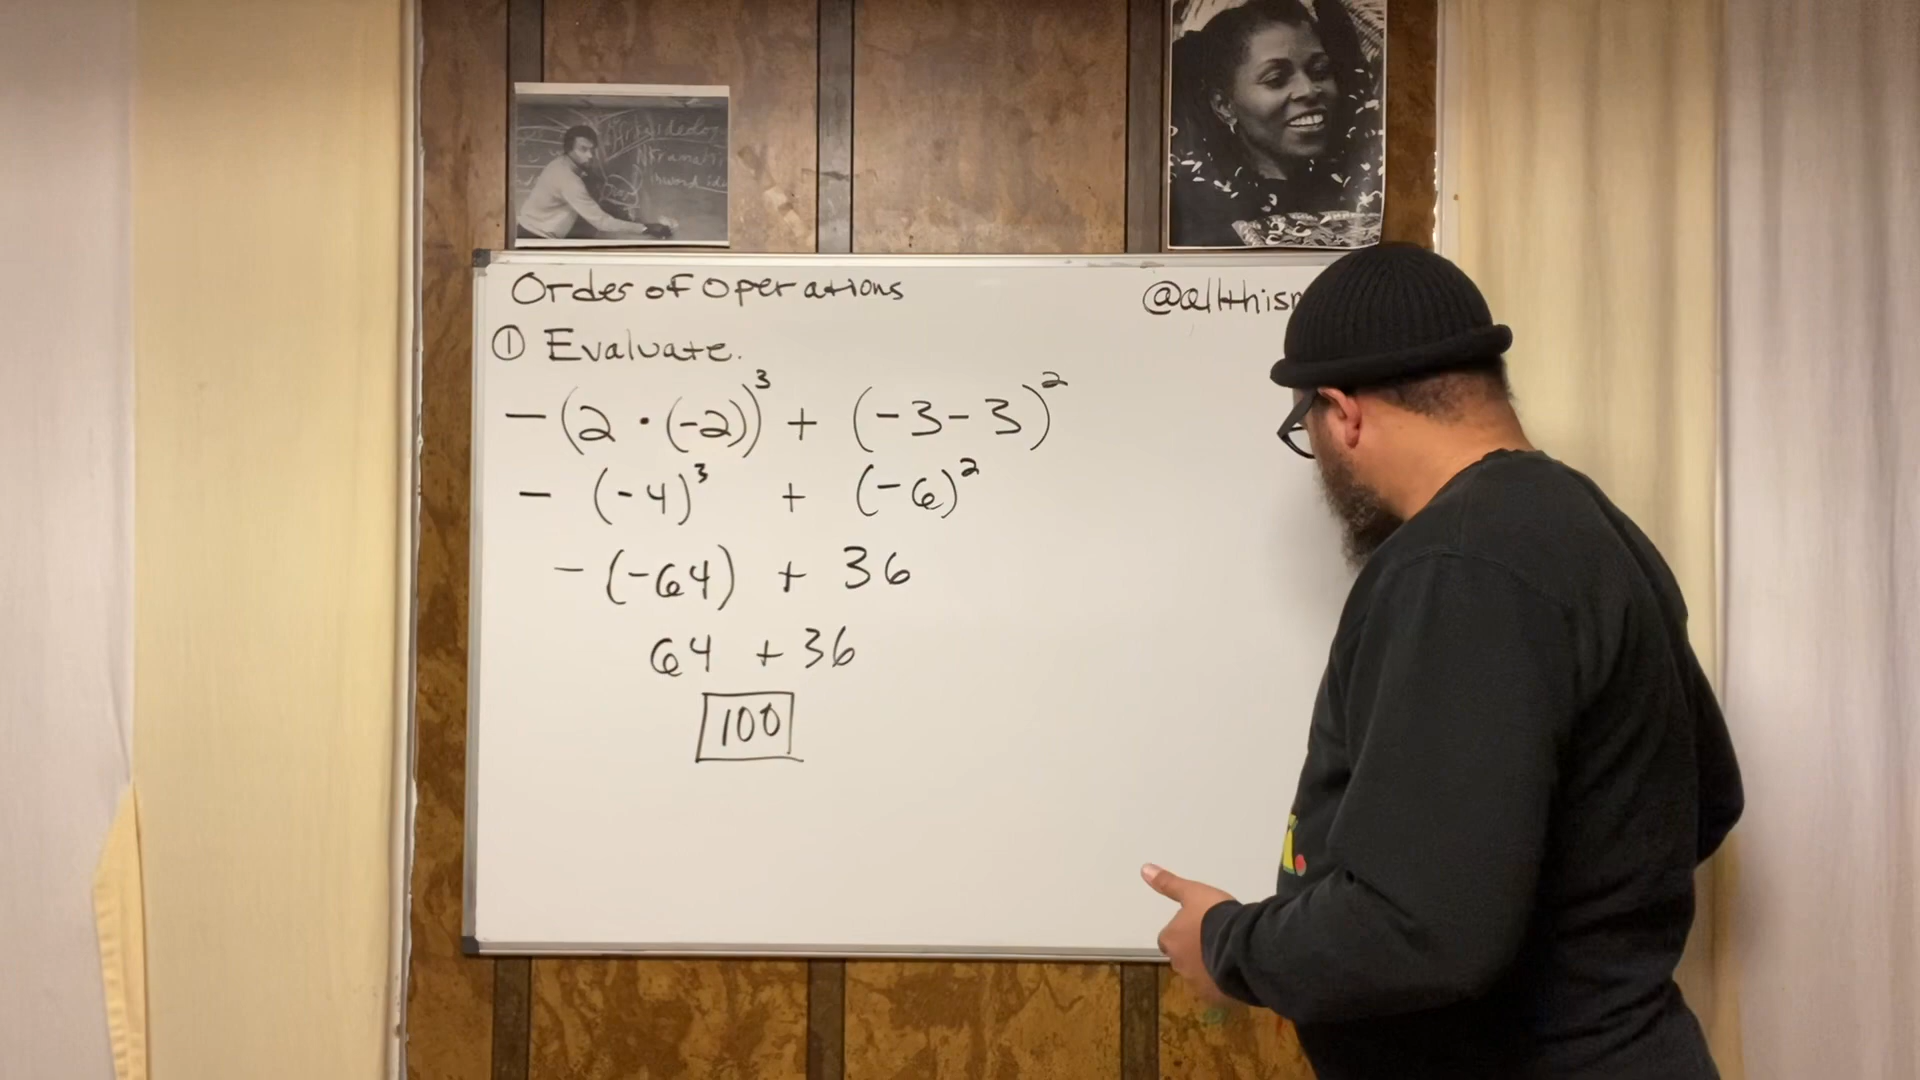 Order of Operations
@allthis
① Evaluate.
-(2 · (-2))³ + (-3-3)²
- (-4)³ + (-6)²
-(-64) + 36
64 + 36
100